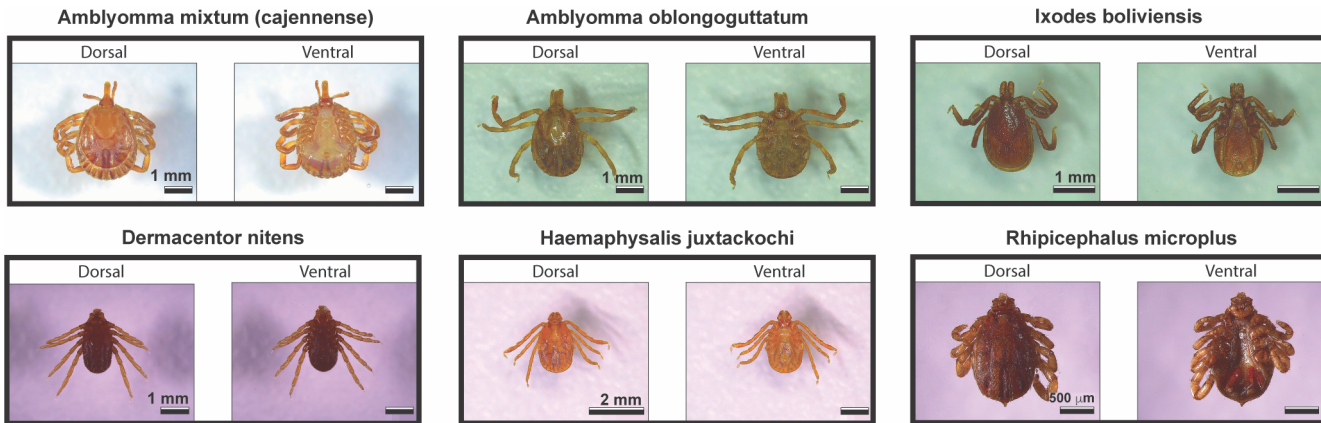 Amblyomma mixtum (cajennense)
Dorsal
Ventral
1 mm
Amblyomma oblongoguttatum
Dorsal
Ventral
1 mm
Ixodes boliviensis
Dorsal
Ventral
1 mm
Dermacentor nitens
Dorsal
Ventral
1 mm
Haemaphysalis juxtackochi
Dorsal
Ventral
2 mm
Rhipicephalus microplus
Dorsal
Ventral
500 μm